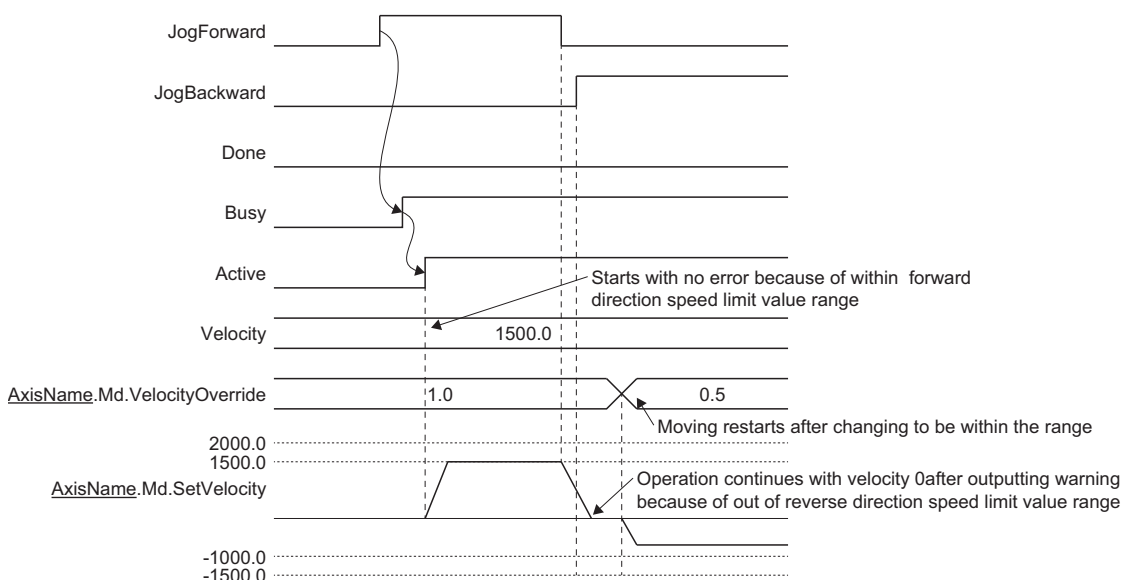 JogForward
JogBackward
Done
Busy
Active
Starts with no error because of within forward
direction speed limit value range
Velocity
1500.0
AxisName.Md.VelocityOverride
1.0
0.5
Moving restarts after changing to be within the range
2000.0
1500.0
AxisName.Md.SetVelocity
Operation continues with velocity 0after outputting warning
because of out of reverse direction speed limit value range
-1000.0
-1500.0